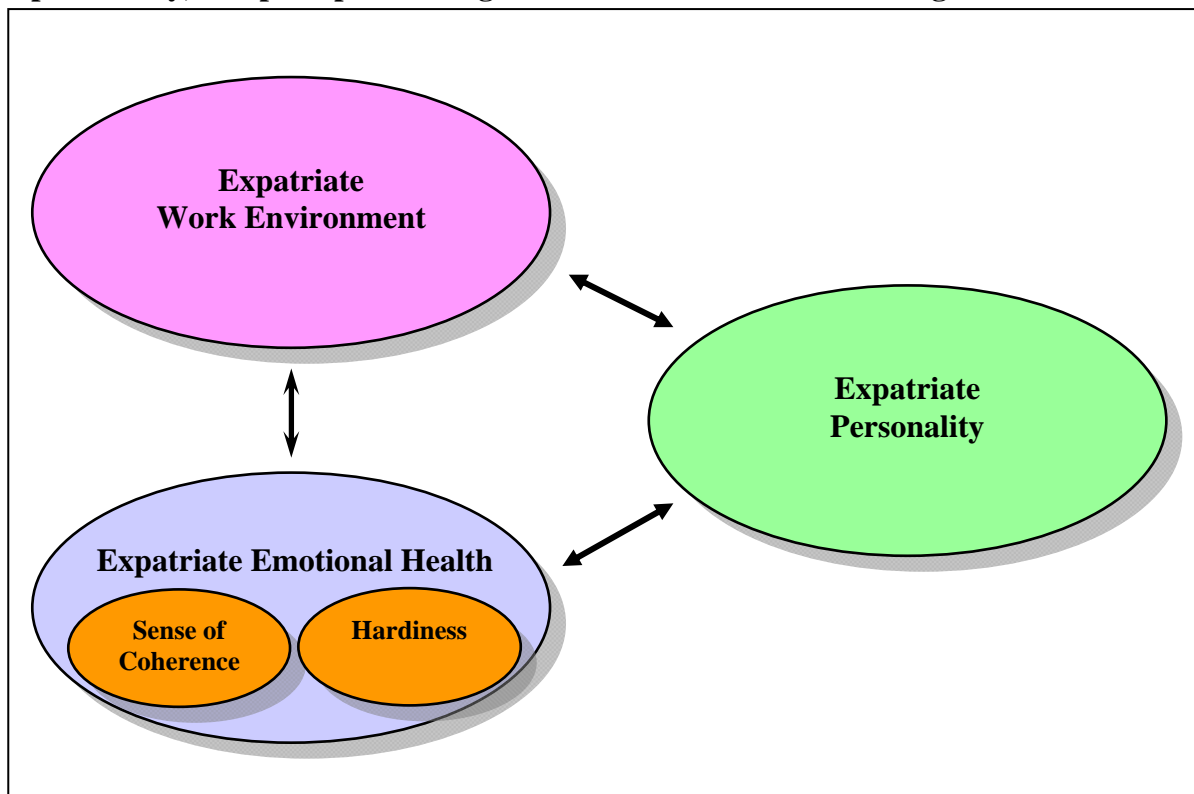 Expatriate
Work Environment
Expatriate
Personality
Expatriate Emotional Health
Sense of
Coherence
Hardiness